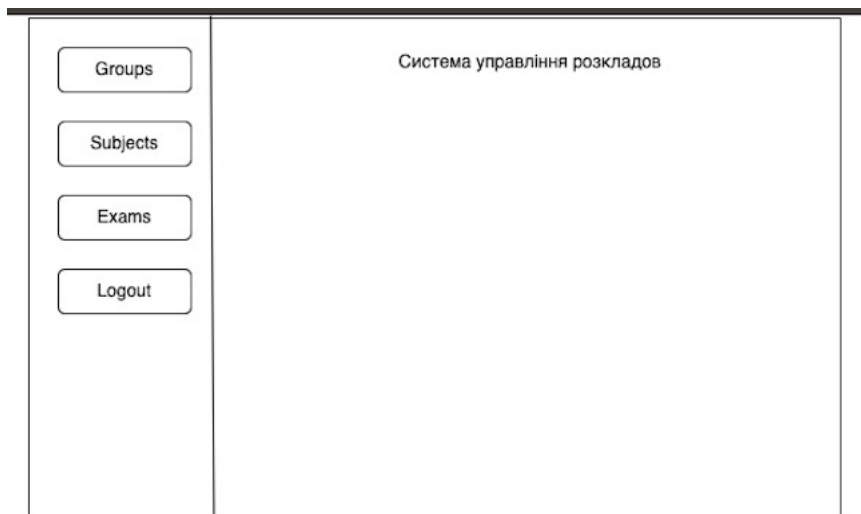 Groups
Subjects
Exams
Logout
Система управління розкладов